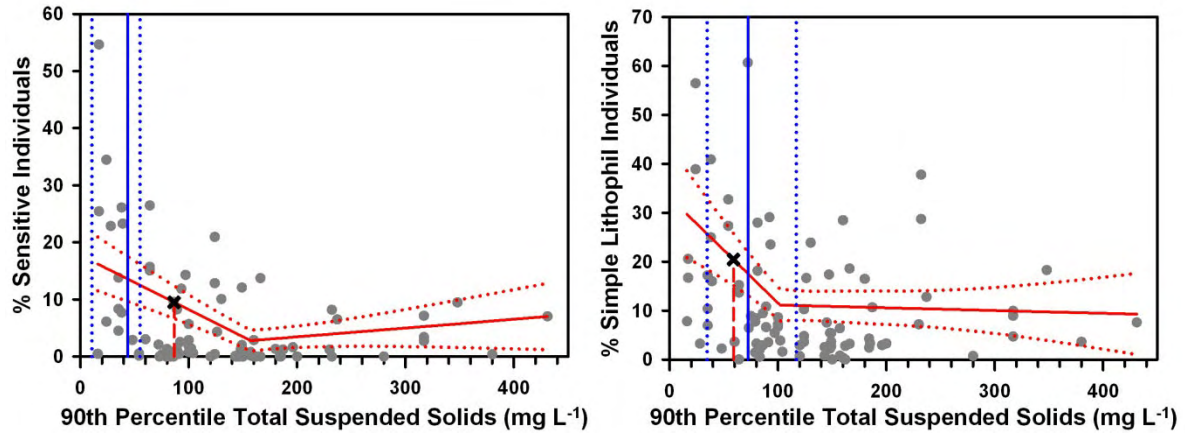 60
50
40
30
20
10
0
% Sensitive Individuals
0 100 200 300 400
90th Percentile Total Suspended Solids (mg L-1)
70
60
50
40
30
20
10
0
% Simple Lithophil Individuals
0 100 200 300 400
90th Percentile Total Suspended Solids (mg L-1)